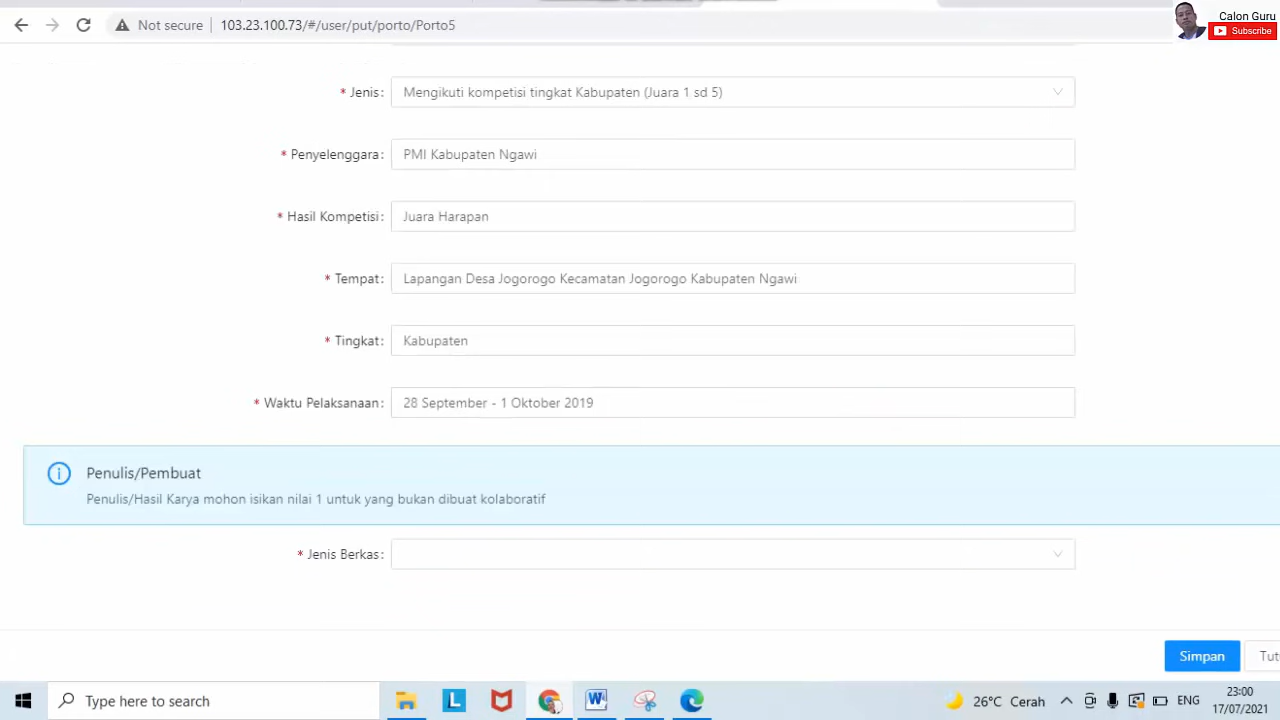 Not secure
103.23.100.73/#/user/put/porto/Porto5
Calon Guru
Subscribe
* Jenis:
Mengikuti kompetisi tingkat Kabupaten (Juara 1 sd 5)
* Penyelenggara:
PMI Kabupaten Ngawi
* Hasil Kompetisi:
Juara Harapan
* Tempat:
Lapangan Desa Jogorogo Kecamatan Jogorogo Kabupaten Ngawi
* Tingkat:
Kabupaten
* Waktu Pelaksanaan:
28 September - 1 Oktober 2019
Penulis/Pembuat
Penulis/Hasil Karya mohon isikan nilai 1 untuk yang bukan dibuat kolaboratif
* Jenis Berkas:
Simpan
Tut
Type here to search
L
W
26°C Cerah
ENG
23:00
17/07/2021